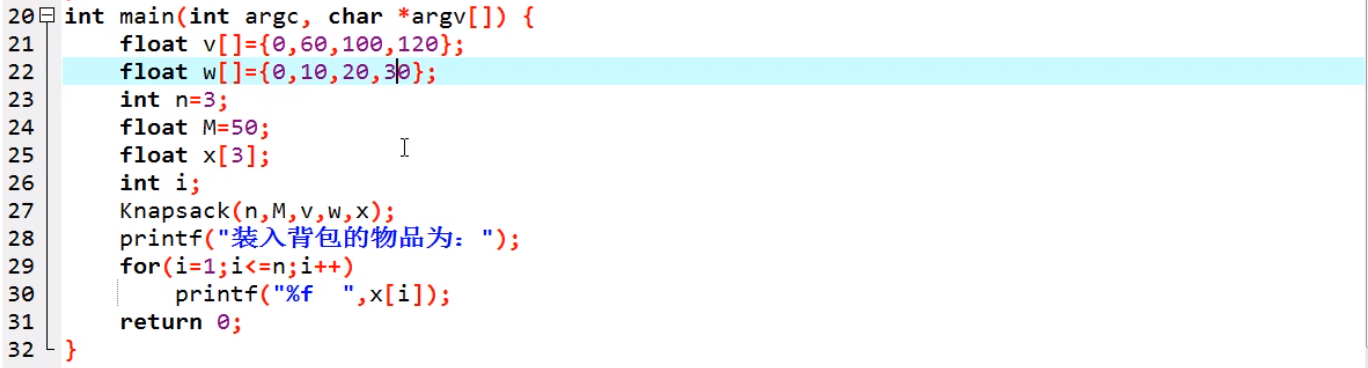 20 int main(int argc, char *argv[]) {
21 float v[]={0,60,100,120};
22 float w[]={0,10,20,30};
23 int n=3;
24 float M=50;
25 float x[3];
26 int i;
27 Knapsack(n,M,v,w,x);
28 printf("装入背包的物品为：");
29 for(i=1;i<=n;i++)
30 printf("%f  ",x[i]);
31 return 0;
32 }